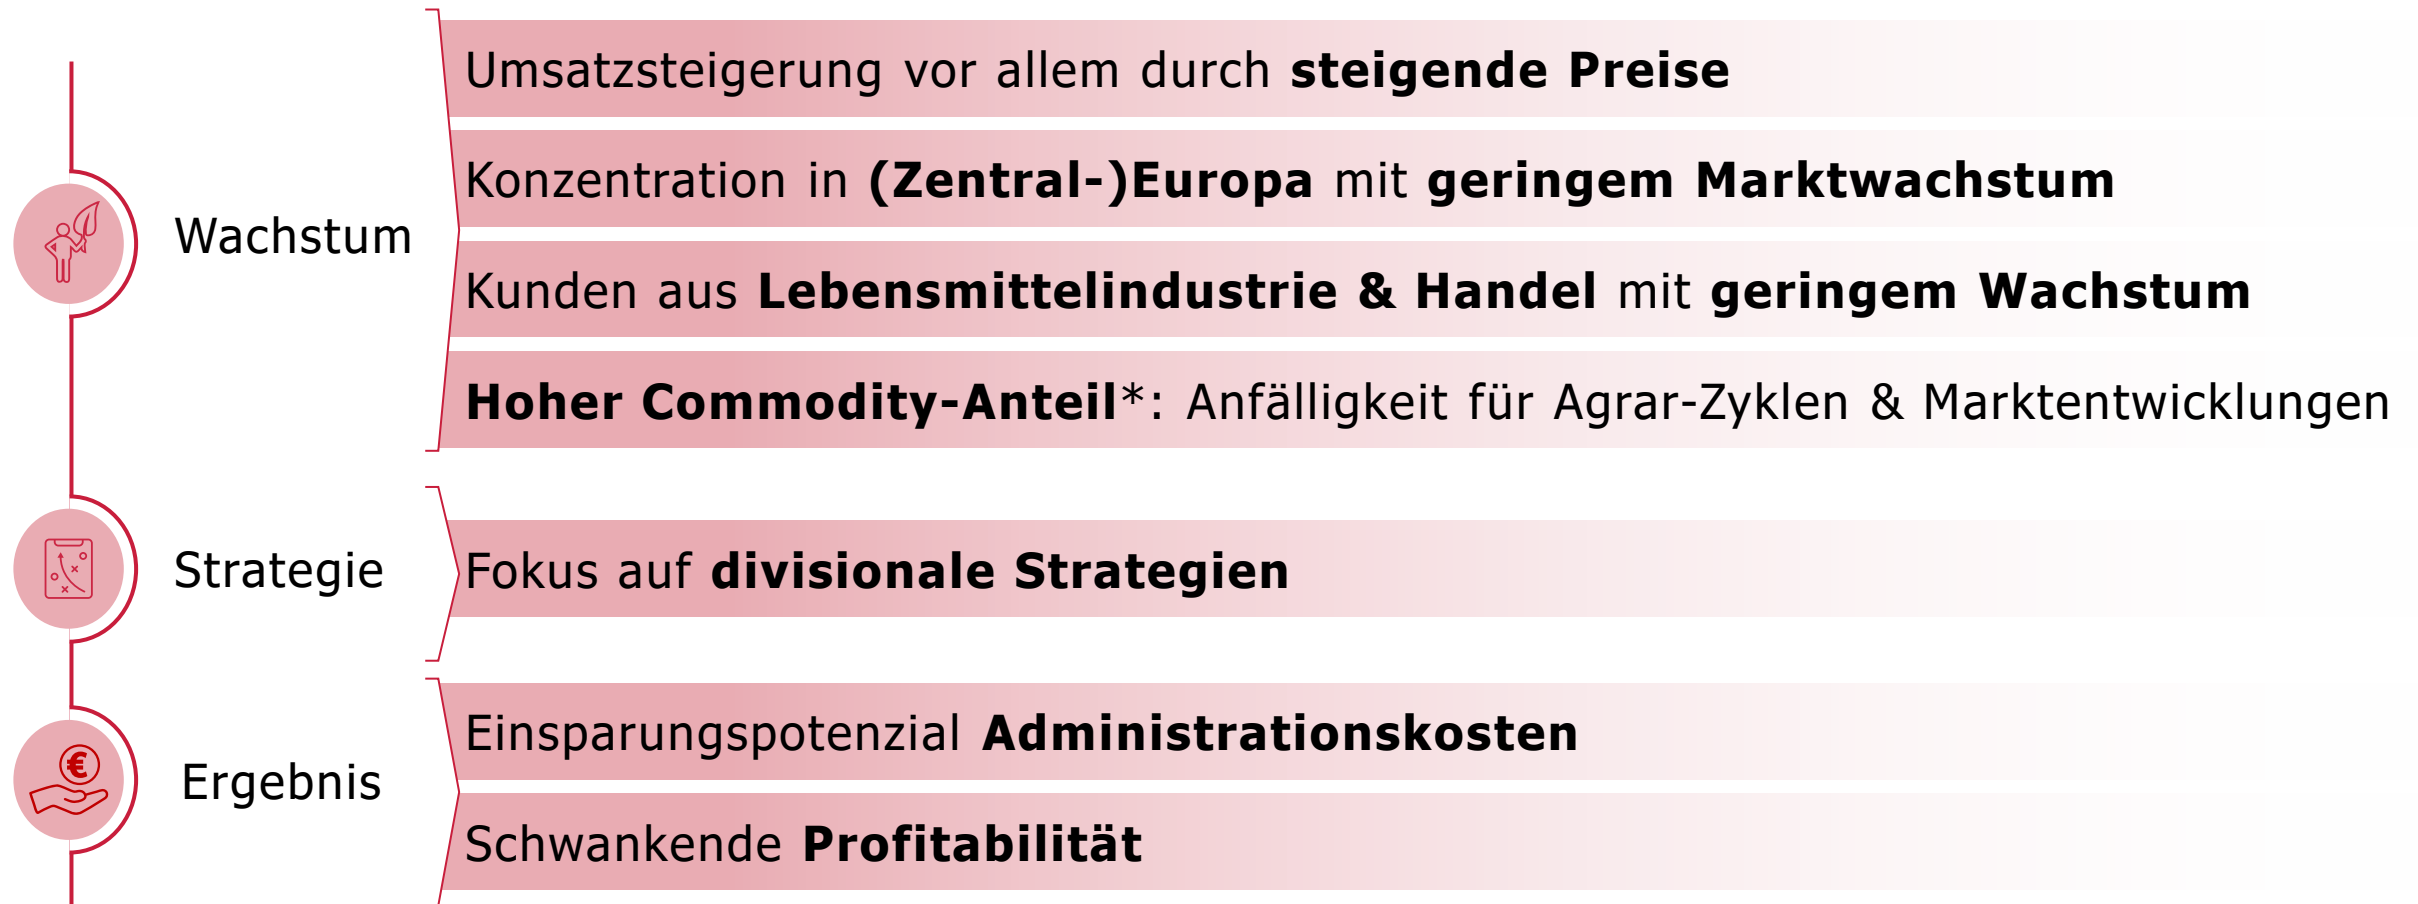 Wachstum
Umsatzsteigerung vor allem durch steigende Preise
Konzentration in (Zentral-)Europa mit geringem Marktwachstum
Kunden aus Lebensmittelindustrie & Handel mit geringem Wachstum
Hoher Commodity-Anteil*: Anfälligkeit für Agrar-Zyklen & Marktentwicklungen
Strategie
Fokus auf divisionale Strategien
Ergebnis
Einsparungspotenzial Administrationskosten
Schwankende Profitabilität
€